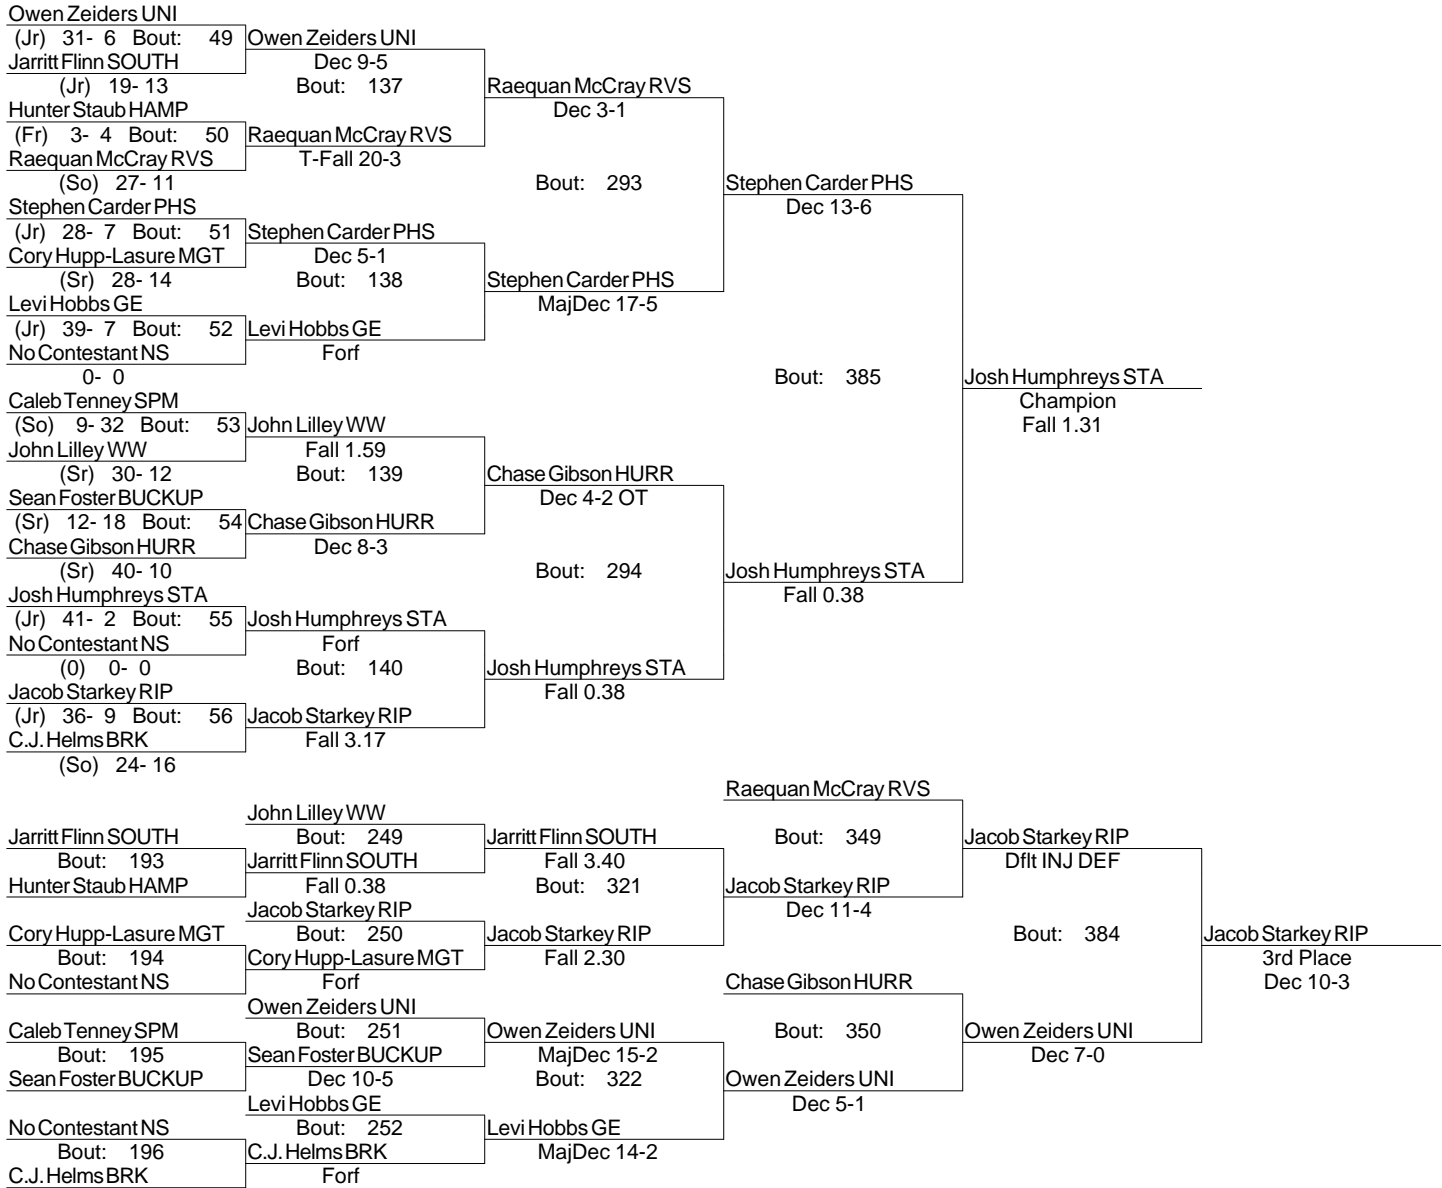 Owen Zeiders UNI
(Jr) 31- 6 Bout: 49 Owen Zeiders UNI
Jarritt Flinn SOUTH Dec 9-5
(Jr) 19- 13 Bout: 137 Raequan McCray RVS
Hunter Staub HAMP Dec 3-1
(Fr) 3- 4 Bout: 50 Raequan McCray RVS
Raequan McCray RVS T-Fall 20-3
(So) 27- 11 Bout: 293 Stephen Carder PHS
Stephen Carder PHS Dec 13-6
(Jr) 28- 7 Bout: 51 Stephen Carder PHS
Cory Hupp-Lasure MGT Dec 5-1
(Sr) 28- 14 Bout: 138 Stephen Carder PHS
Levi Hobbs GE MajDec 17-5
(Jr) 39- 7 Bout: 52 Levi Hobbs GE
No Contestant NS Forf
0- 0 Bout: 385 Josh Humphreys STA
Caleb Tenney SPM Champion
(So) 9- 32 Bout: 53 John Lilley WW Fall 1.31
John Lilley WW Fall 1.59
(Sr) 30- 12 Bout: 139 Chase Gibson HURR
Sean Foster BUCKUP Dec 4-2 OT
(Sr) 12- 18 Bout: 54 Chase Gibson HURR
Chase Gibson HURR Dec 8-3
(Sr) 40- 10 Bout: 294 Josh Humphreys STA
Josh Humphreys STA Fall 0.38
(Jr) 41- 2 Bout: 55 Josh Humphreys STA
No Contestant NS Forf
(0) 0- 0 Bout: 140 Josh Humphreys STA
Jacob Starkey RIP Fall 0.38
(Jr) 36- 9 Bout: 56 Jacob Starkey RIP
C.J. Helms BRK Fall 3.17
(So) 24- 16
Raequan McCray RVS
John Lilley WW
Jarritt Flinn SOUTH Bout: 249 Jarritt Flinn SOUTH Bout: 349 Jacob Starkey RIP
Bout: 193 Jarritt Flinn SOUTH Fall 3.40 Dflt INJ DEF
Hunter Staub HAMP Fall 0.38 Bout: 321 Jacob Starkey RIP
Jacob Starkey RIP Dec 11-4
Cory Hupp-Lasure MGT Bout: 250 Jacob Starkey RIP Bout: 384 Jacob Starkey RIP
Bout: 194 Cory Hupp-Lasure MGT Fall 2.30 3rd Place
No Contestant NS Forf Chase Gibson HURR Dec 10-3
Owen Zeiders UNI
Caleb Tenney SPM Bout: 251 Owen Zeiders UNI Bout: 350 Owen Zeiders UNI
Bout: 195 Sean Foster BUCKUP MajDec 15-2 Dec 7-0
Sean Foster BUCKUP Dec 10-5 Bout: 322 Owen Zeiders UNI
Levi Hobbs GE Dec 5-1
No Contestant NS Bout: 252 Levi Hobbs GE
Bout: 196 C.J. Helms BRK MajDec 14-2
C.J. Helms BRK Forf